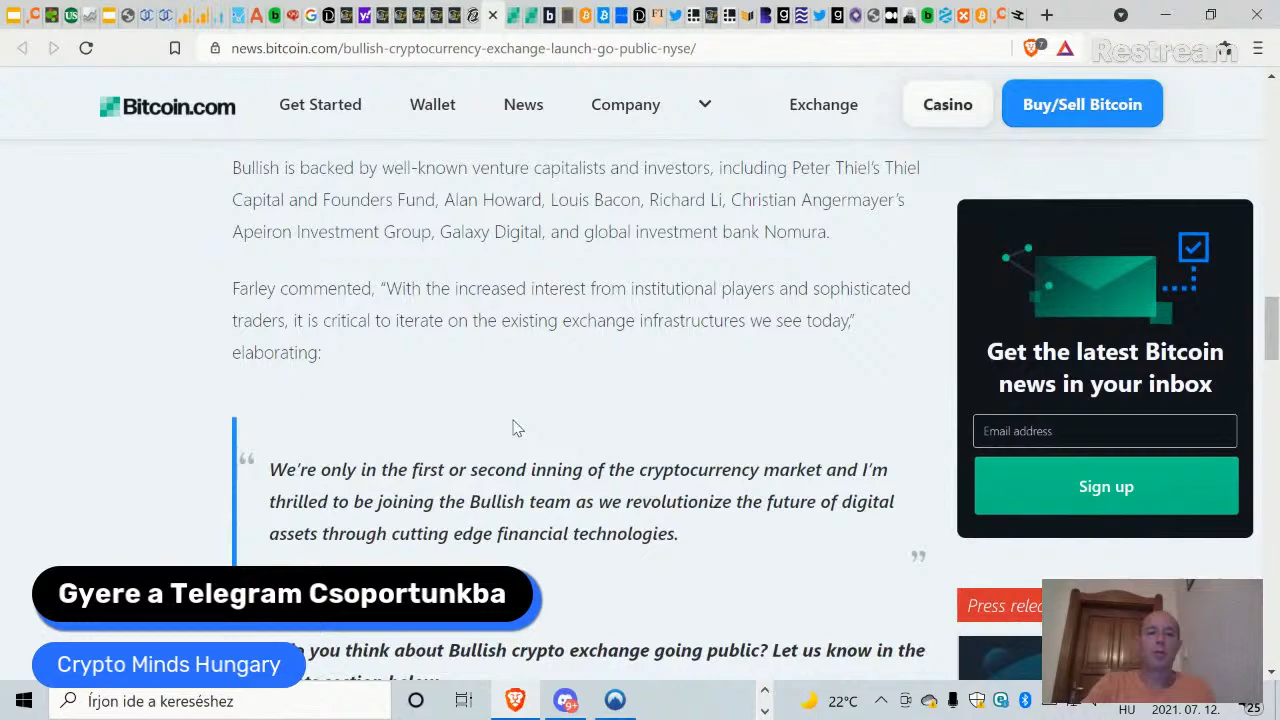 news.bitcoin.com/bullish-cryptocurrency-exchange-launch-go-public-nyse/
7
Restream
Bitcoin.com
Get Started
Wallet
News
Company
Exchange
Casino
Buy/Sell Bitcoin
Bullish is backed by well-known venture capitalists and investors, including Peter Thiel's Thiel
Capital and Founders Fund, Alan Howard, Louis Bacon, Richard Li, Christian Angermayer's
Apeiron Investment Group, Galaxy Digital, and global investment bank Nomura.
Farley commented, “With the increased interest from institutional players and sophisticated
traders, it is critical to iterate on the existing exchange infrastructures we see today,”
elaborating:
“ We're only in the first or second inning of the cryptocurrency market and I'm
thrilled to be joining the Bullish team as we revolutionize the future of digital
assets through cutting edge financial technologies. ”
you think about Bullish crypto exchange going public? Let us know in the
below.
Get the latest Bitcoin
news in your inbox
Email address
Sign up
Press
Gyere a Telegram Csoportunkba
Crypto Minds Hungary
Írjon ide a kereséshez
9+
22°C
HU
2021. 07. 12.
25